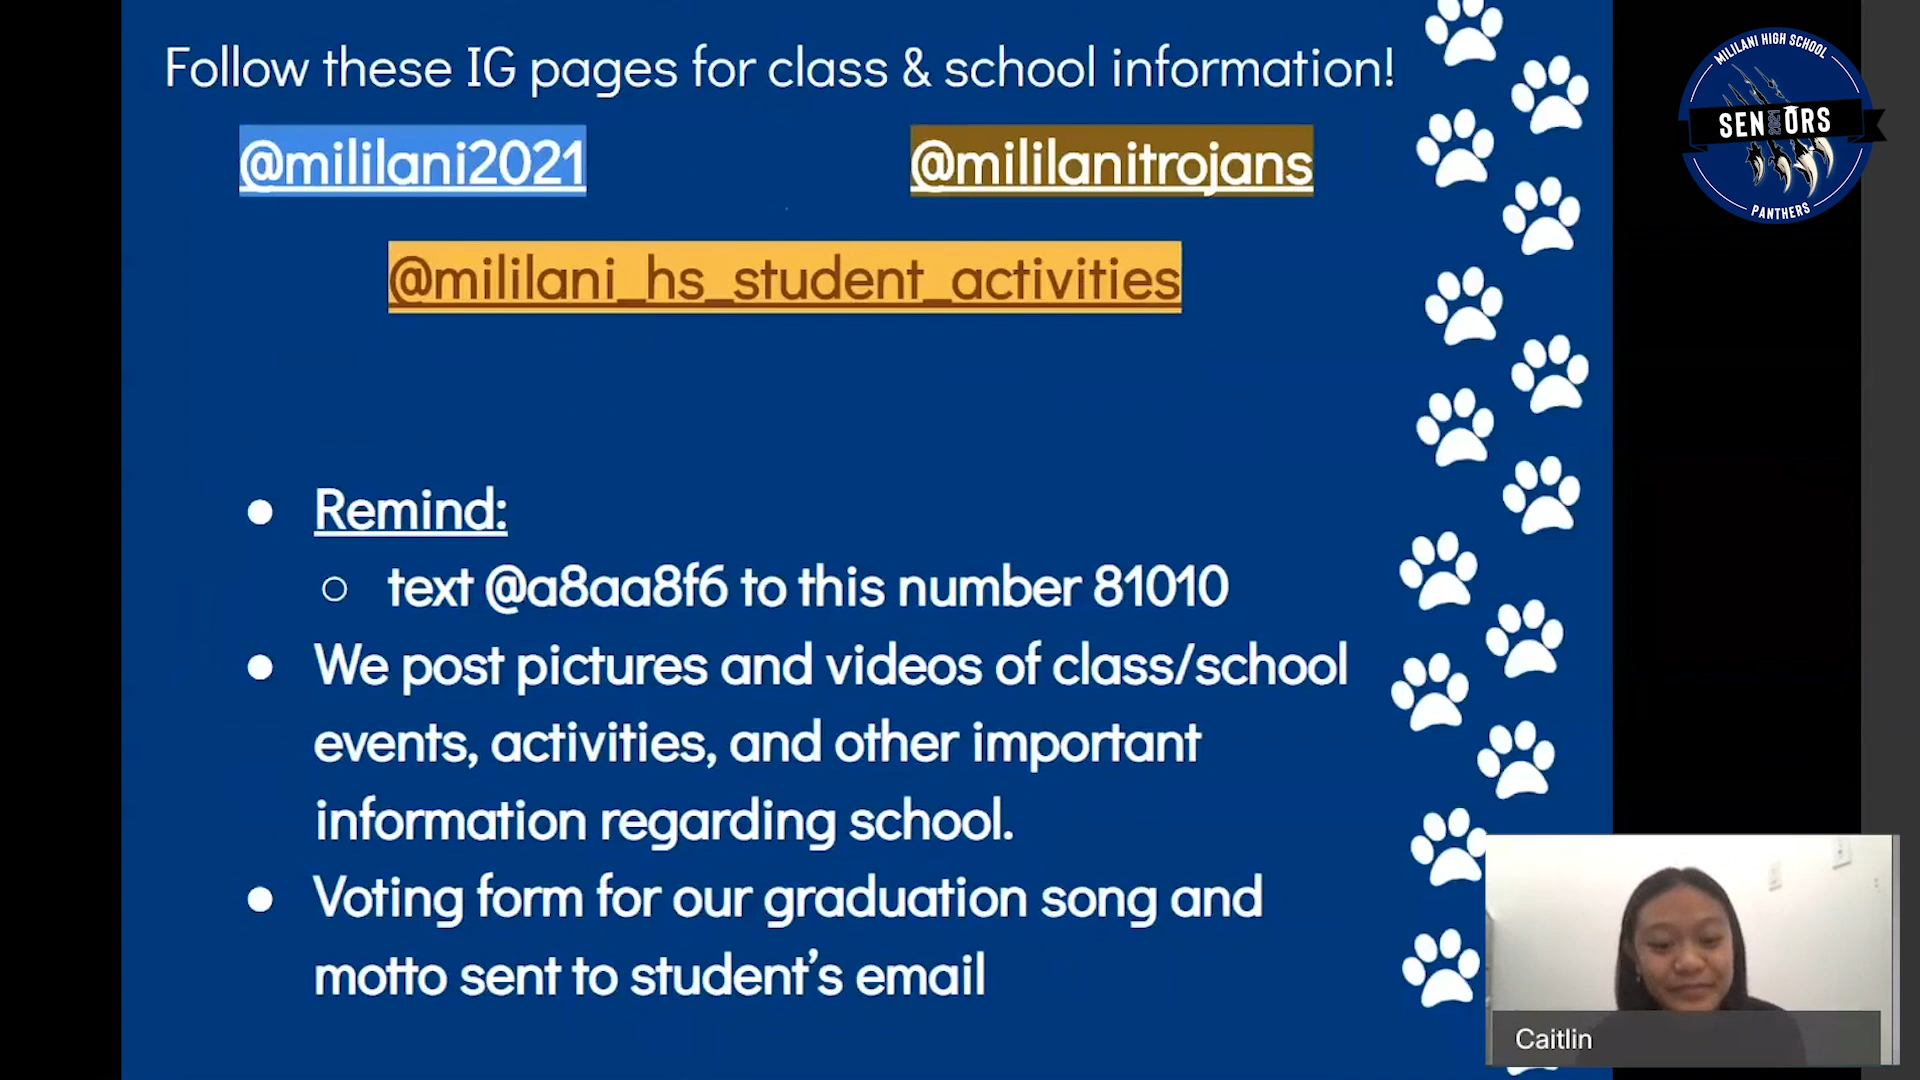 Follow these IG pages for class & school information!
@mililani2021
@mililanitrojans
@mililani_hs_student_activities
● Remind:
○ text @a8aa8f6 to this number 81010
● We post pictures and videos of class/school
events, activities, and other important
information regarding school.
● Voting form for our graduation song and
motto sent to student’s email
MILILANI HIGH SCHOOL
SENIORS
2021
PANTHERS
Caitlin